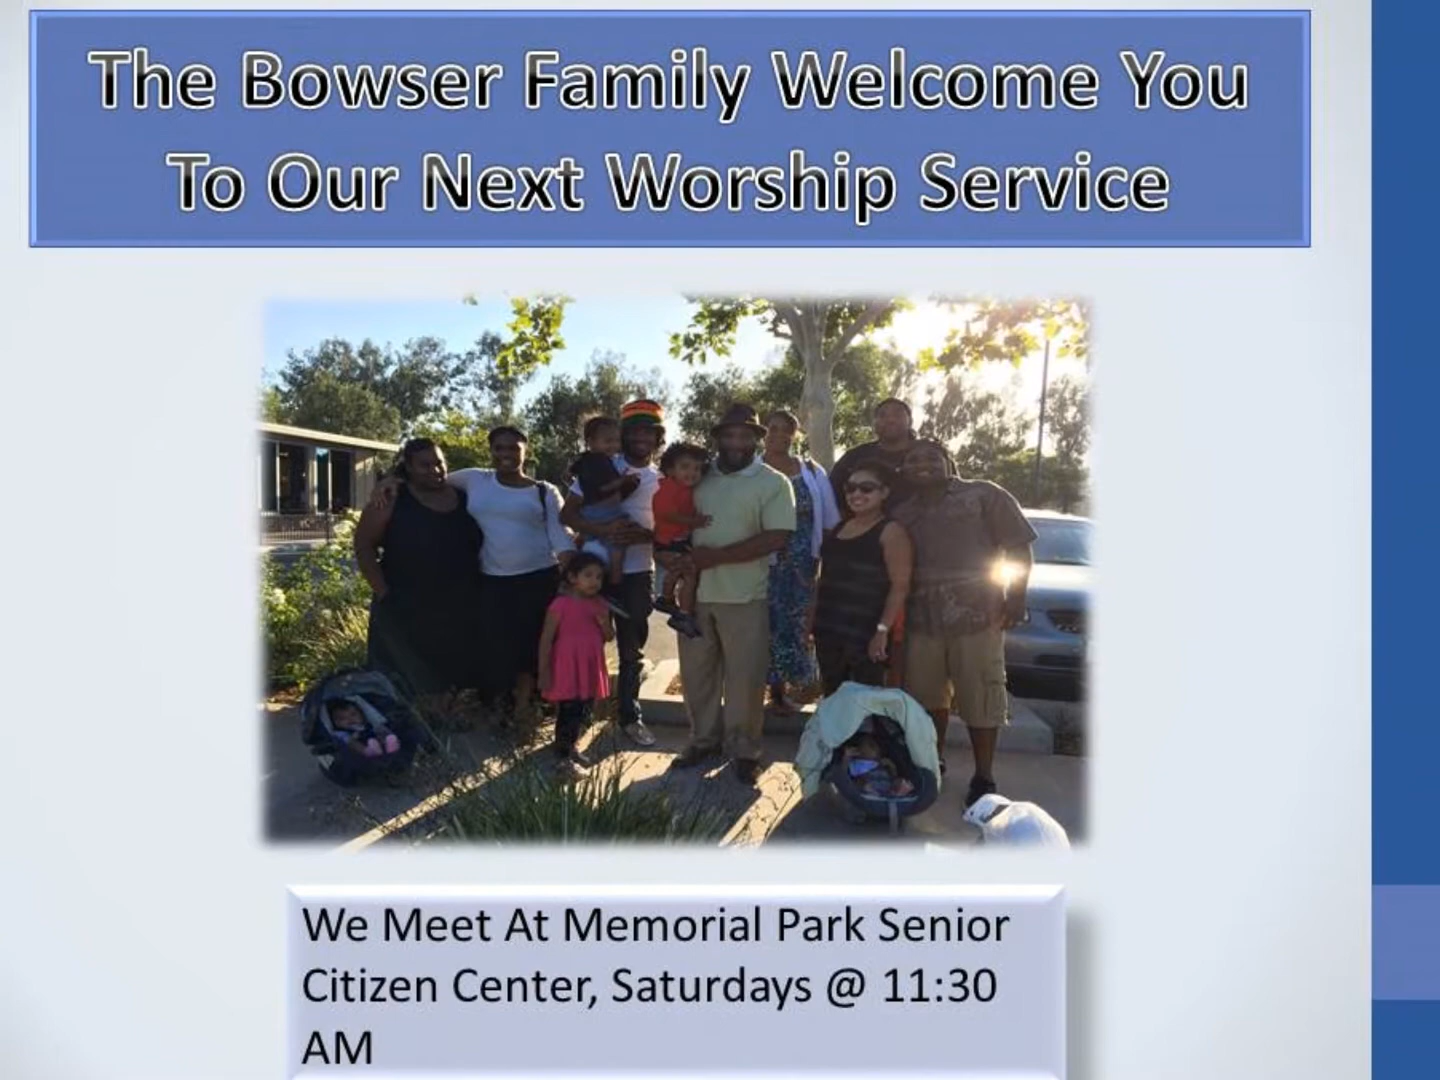 The Bowser Family Welcome You
To Our Next Worship Service
We Meet At Memorial Park Senior
Citizen Center, Saturdays @ 11:30
AM